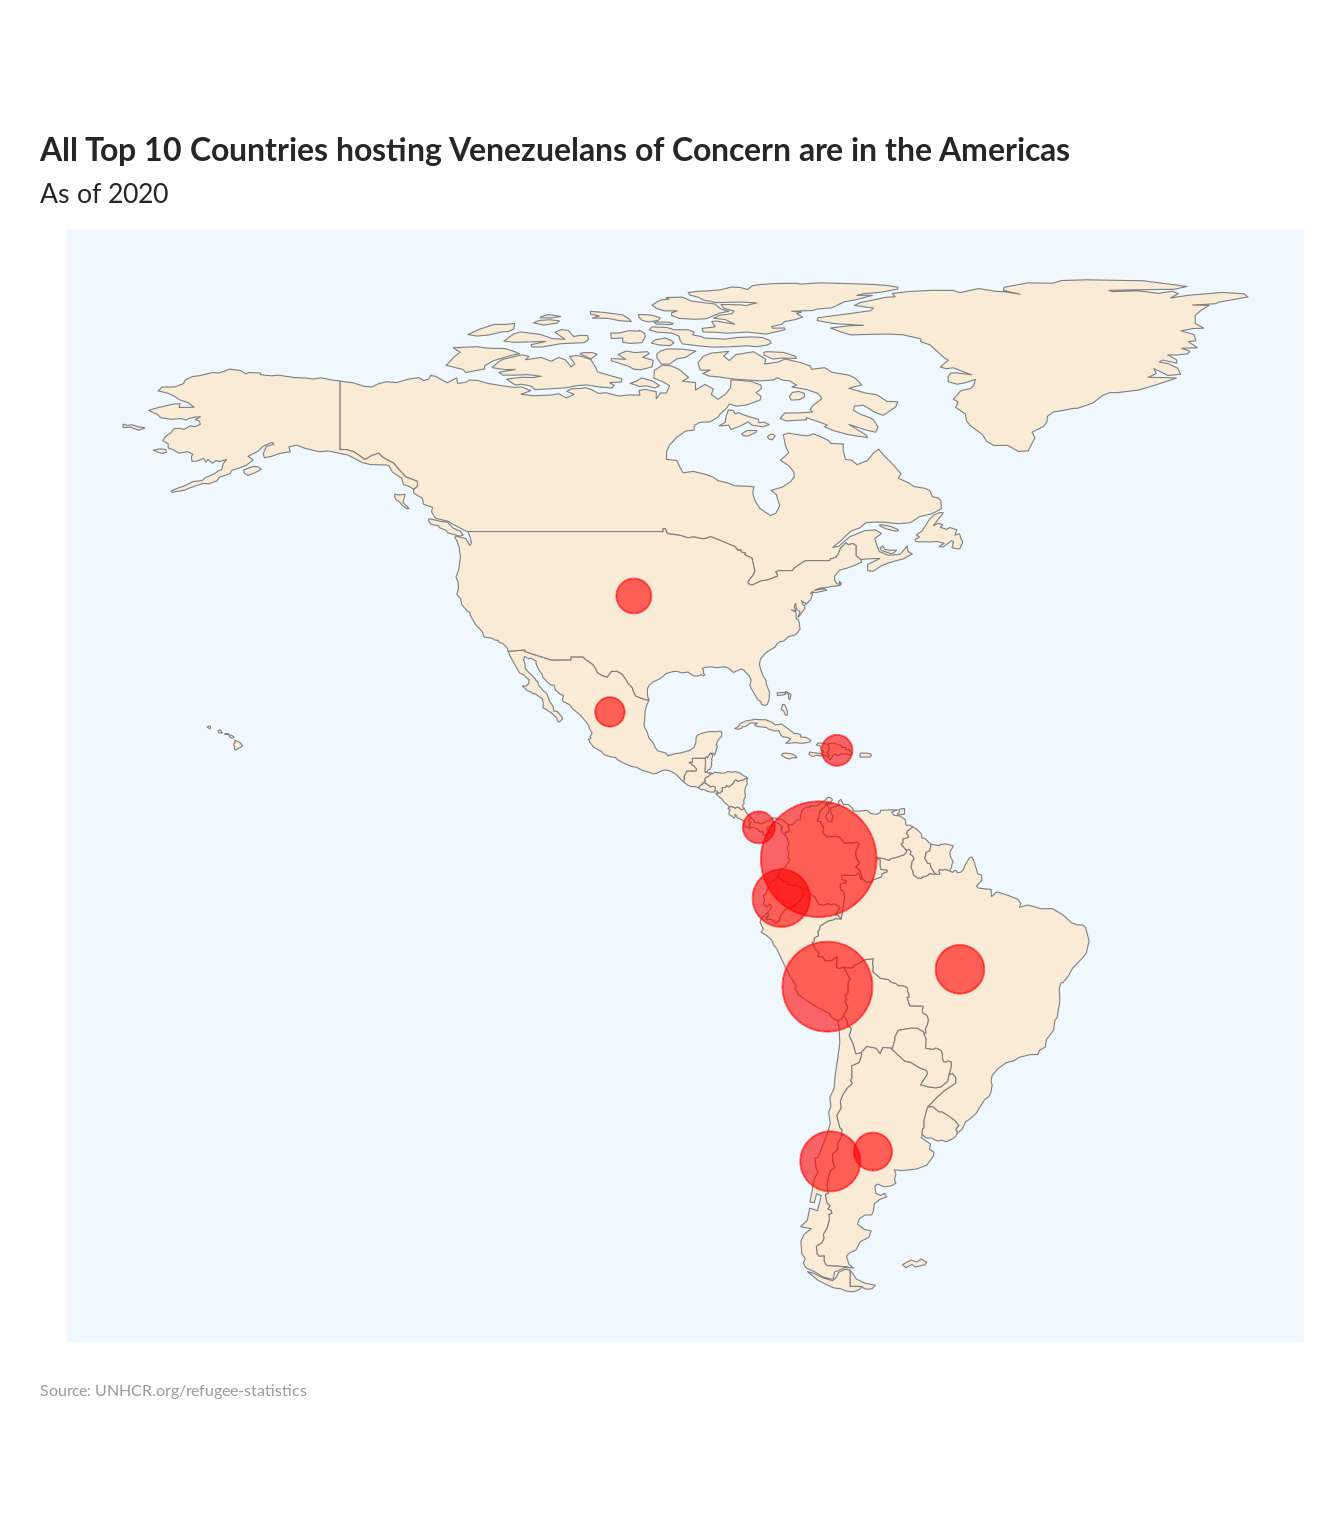 All Top 10 Countries hosting Venezuelans of Concern are in the Americas
As of 2020
Source: UNHCR.org/refugee-statistics